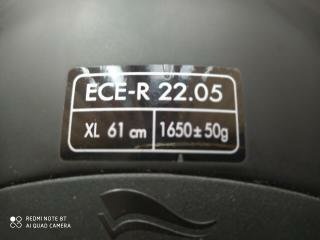 ECE-R 22.05
XL 61 cm 1650±50g
REDMI NOTE 8T
AI QUAD CAMERA